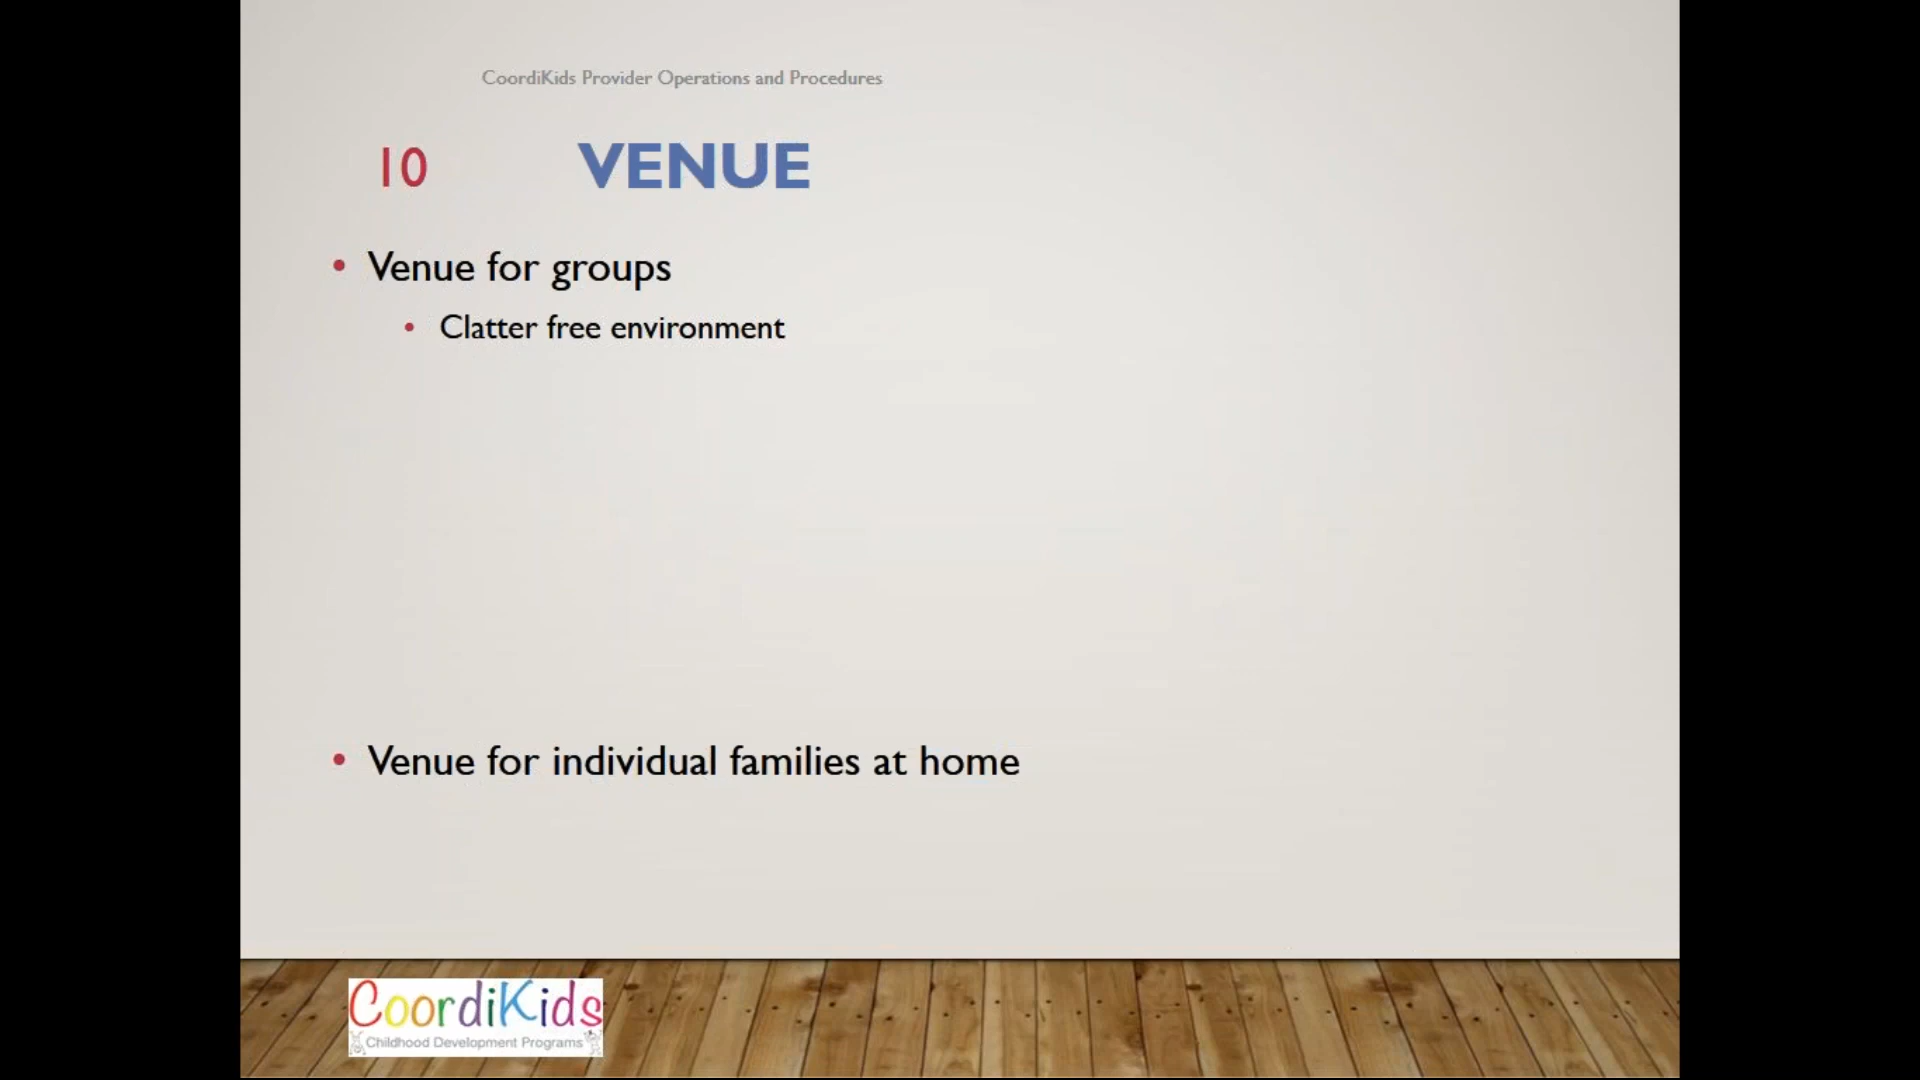 CoordiKids Provider Operations and Procedures
10 VENUE
• Venue for groups
• Clatter free environment
• Venue for individual families at home
CoordiKids
Childhood Development Programs